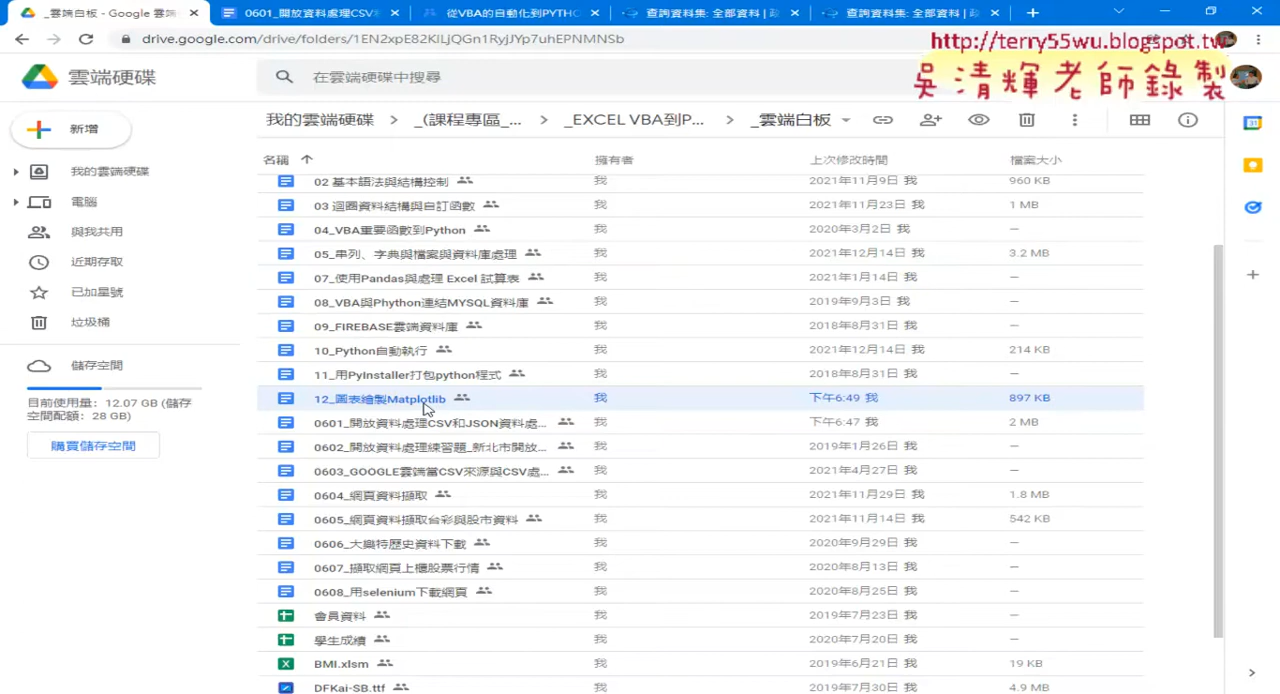 _雲端白板 - Google 雲端
0601_開放資料處理CSV和
從VBA的自動化到PYTHO
查詢資料集: 全部資料 | 政
查詢資料集: 全部資料 | 政
drive.google.com/drive/folders/1EN2xpE82KILjQGn1RyJJYp7uhEPNMNSb
http://terry55wu.blogspot.tw
吳清輝老師錄製
雲端硬碟
在雲端硬碟中搜尋
新增
我的雲端硬碟 > _(課程專區_... > _EXCEL VBA到P... > _雲端白板
名稱 擁有者 上次修改時間 檔案大小
我的雲端硬碟
電腦
與我共用
近期存取
已加星號
垃圾桶
儲存空間
目前使用量：12.07 GB (儲存
空間配額：28 GB)
購買儲存空間
02 基本語法與結構控制 我 2021年11月9日 我 960 KB
03 迴圈資料結構與自訂函數 我 2021年11月23日 我 1 MB
04_VBA重要函數到Python 我 2020年3月2日 我 —
05_串列、字典與檔案與資料庫處理 我 2021年12月14日 我 3.2 MB
07_使用Pandas與處理 Excel 試算表 我 2021年1月14日 我 —
08_VBA與Phython連結MYSQL資料庫 我 2019年9月3日 我 —
09_FIREBASE雲端資料庫 我 2018年8月31日 我 —
10_Python自動執行 我 2021年12月14日 我 214 KB
11_用PyInstaller打包python程式 我 2018年8月31日 我 —
12_圖表繪製Matplotlib 我 下午6:49 我 897 KB
0601_開放資料處理CSV和JSON資料處... 我 下午6:47 我 2 MB
0602_開放資料處理練習題_新北市開放... 我 2019年1月26日 我 —
0603_GOOGLE雲端當CSV來源與CSV處... 我 2021年4月27日 我 —
0604_網頁資料擷取 我 2021年11月29日 我 1.8 MB
0605_網頁資料擷取台彩與股市資料 我 2021年11月14日 我 542 KB
0606_大樂特歷史資料下載 我 2020年9月29日 我 —
0607_擷取網頁上櫃股票行情 我 2020年8月13日 我 —
0608_用selenium下載網頁 我 2020年8月25日 我 —
會員資料 我 2019年7月23日 我 —
學生成績 我 2020年7月20日 我 —
BMI.xlsm 我 2019年6月21日 我 19 KB
DFKai-SB.ttf 我 2019年7月30日 我 4.9 MB